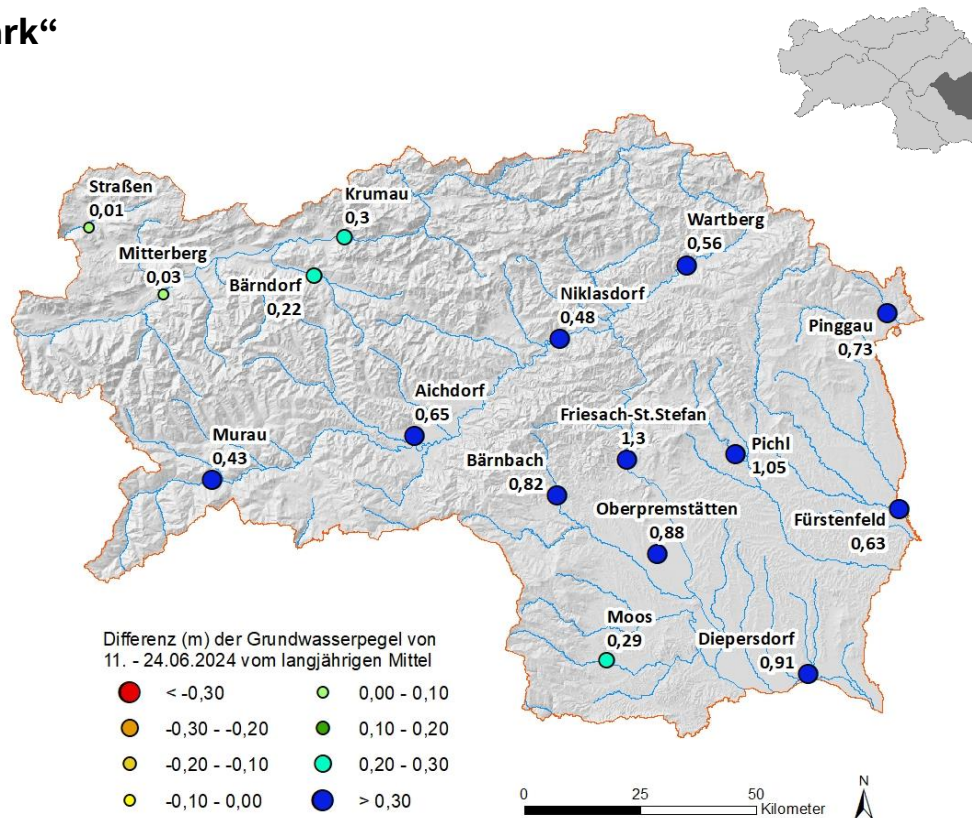 ark“
Straßen
0,01
Krumau
0,3
Wartberg
0,56
Mitterberg
0,03
Bärndorf
0,22
Niklasdorf
0,48
Pinggau
0,73
Aichdorf
0,65
Friesach-St.Stefan
1,3
Pichl
1,05
Murau
0,43
Bärnbach
0,82
Oberpremstätten
0,88
Fürstenfeld
0,63
Moos
0,29
Diepersdorf
0,91
Differenz (m) der Grundwasserpegel von
11. - 24.06.2024 vom langjährigen Mittel
< -0,30
-0,30 - -0,20
-0,20 - -0,10
-0,10 - 0,00
0,00 - 0,10
0,10 - 0,20
0,20 - 0,30
> 0,30
0 25 50
Kilometer
N